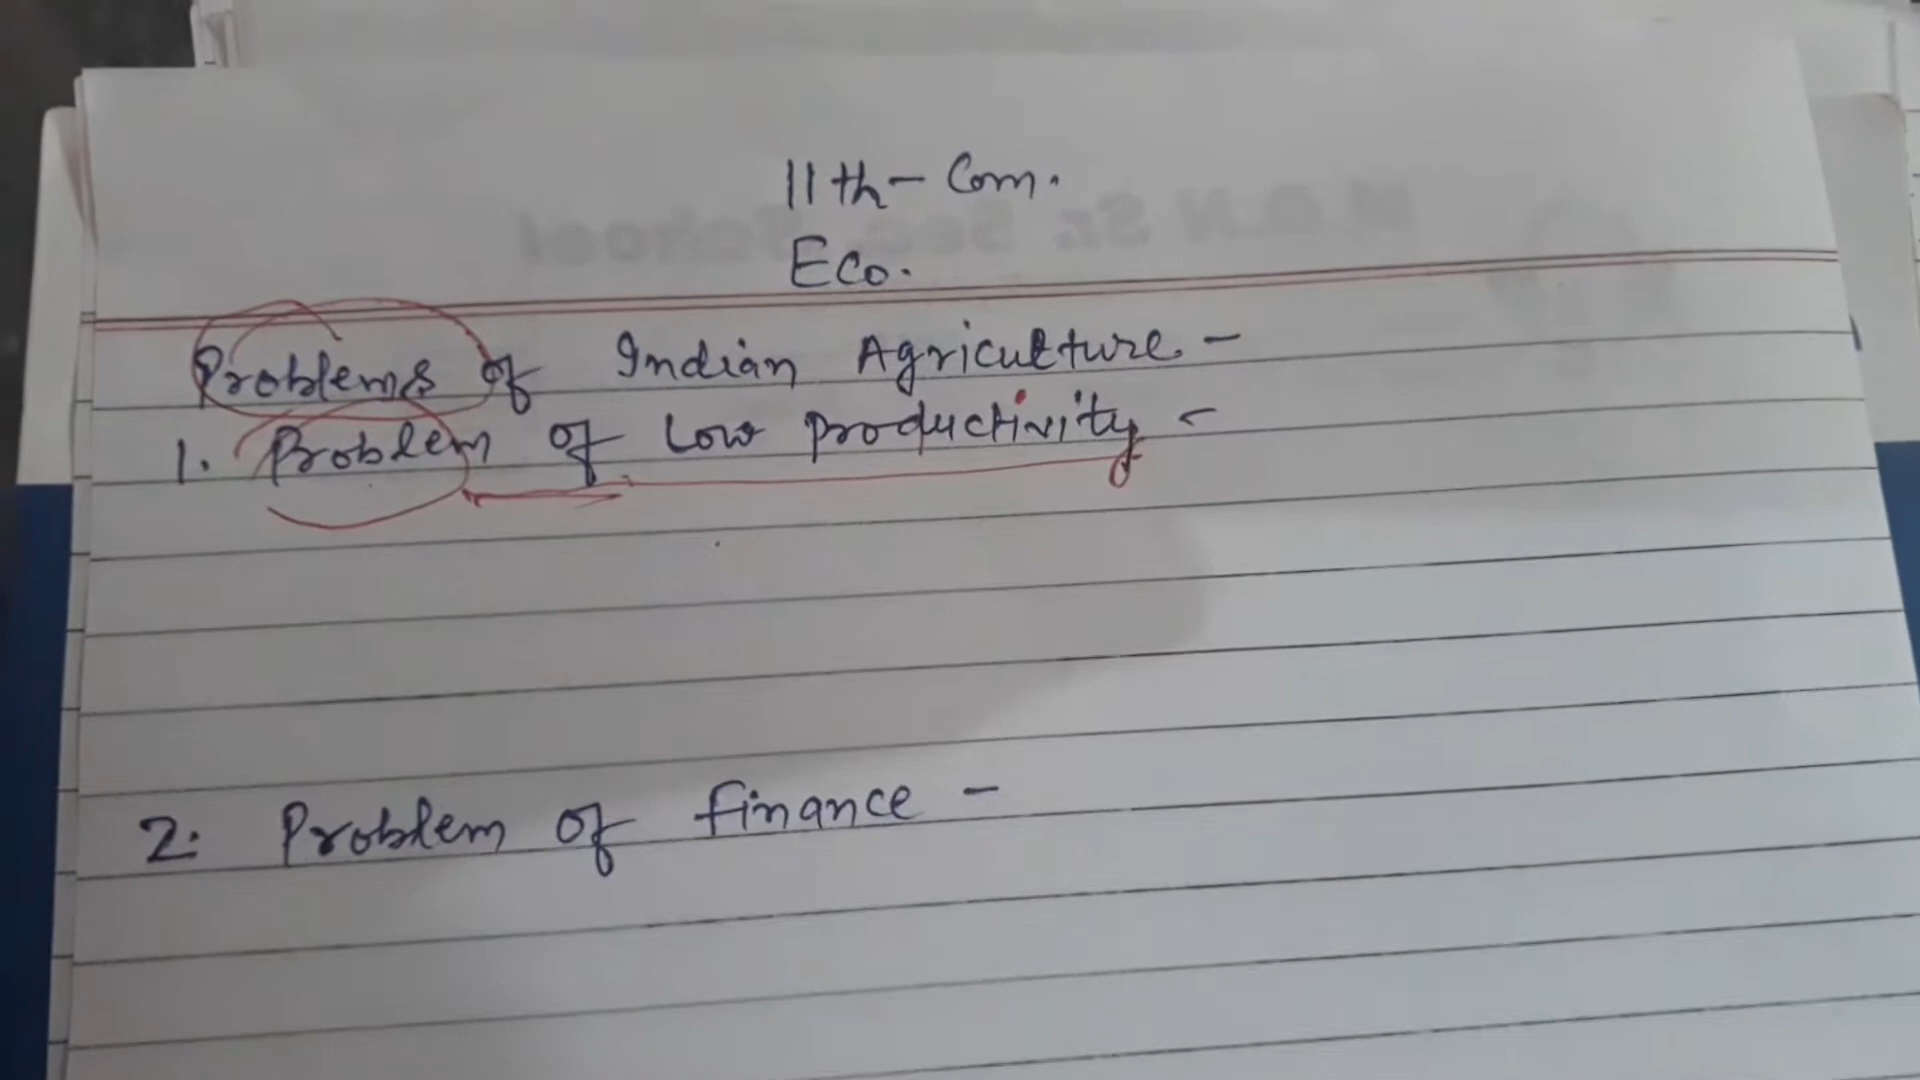 11th - Com.
Eco.
Problems of Indian Agriculture. -
1. Problem of Low Productivity -
2. Problem of finance -